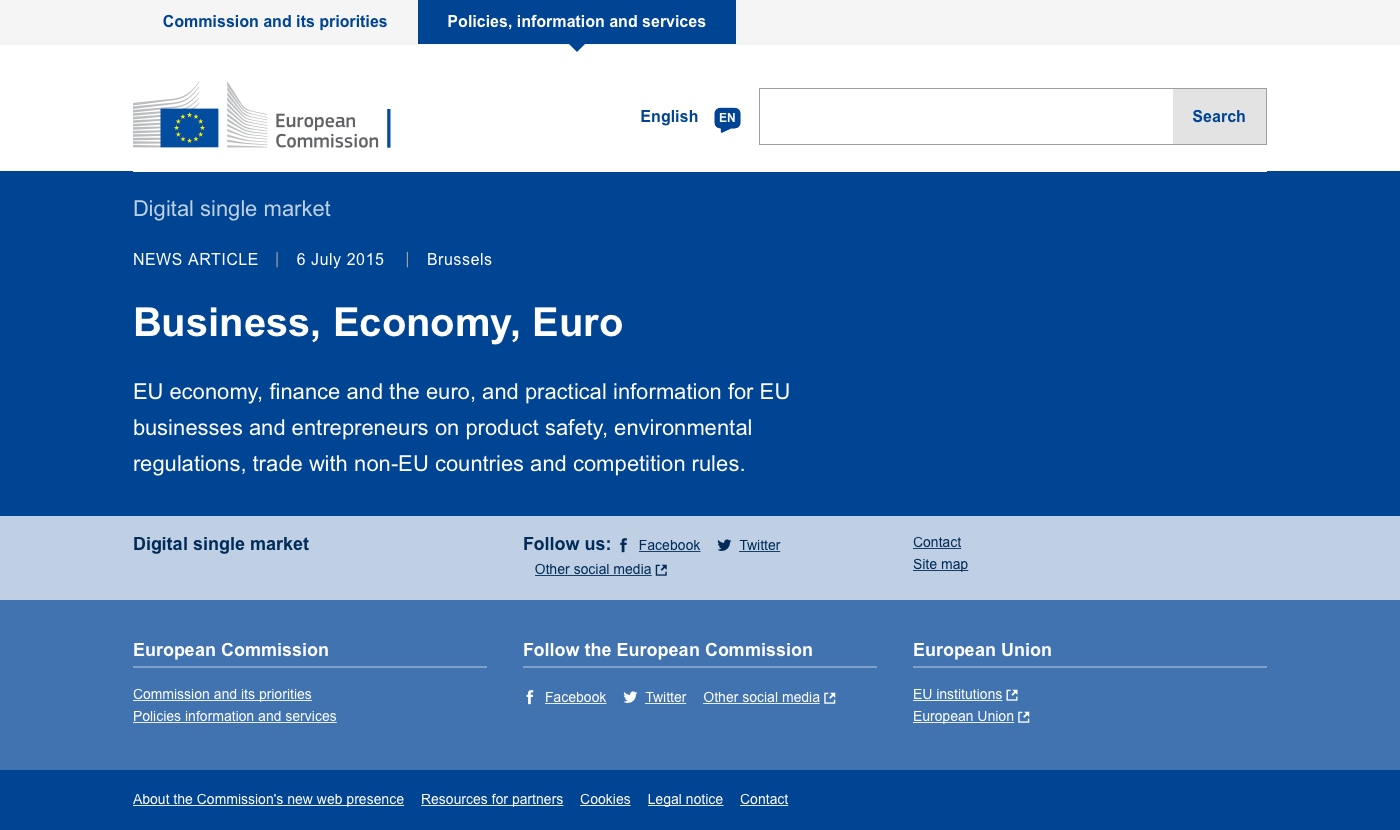 Commission and its priorities
Policies, information and services
European
Commission
English
EN
Search
Digital single market
NEWS ARTICLE | 6 July 2015 | Brussels
Business, Economy, Euro
EU economy, finance and the euro, and practical information for EU
businesses and entrepreneurs on product safety, environmental
regulations, trade with non-EU countries and competition rules.
Digital single market
Follow us: Facebook Twitter
Other social media
Contact
Site map
European Commission
Commission and its priorities
Policies information and services
Follow the European Commission
Facebook Twitter Other social media
European Union
EU institutions
European Union
About the Commission's new web presence Resources for partners Cookies Legal notice Contact